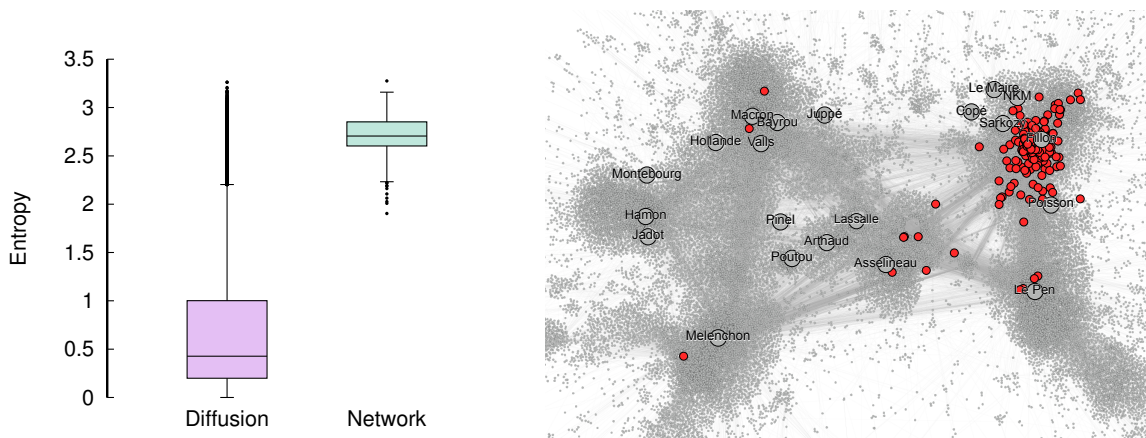 3.5
3
2.5
2
1.5
1
0.5
0
Entropy
Diffusion
Network
Le Maire
NKM
Macron
Bayrou
Juppé
Copé
Sarkozy
Hollande
Valls
Fillon
Montebourg
Poisson
Hamon
Pinel
Lassalle
Jadot
Arthaud
Poutou
Asselineau
Le Pen
Melenchon